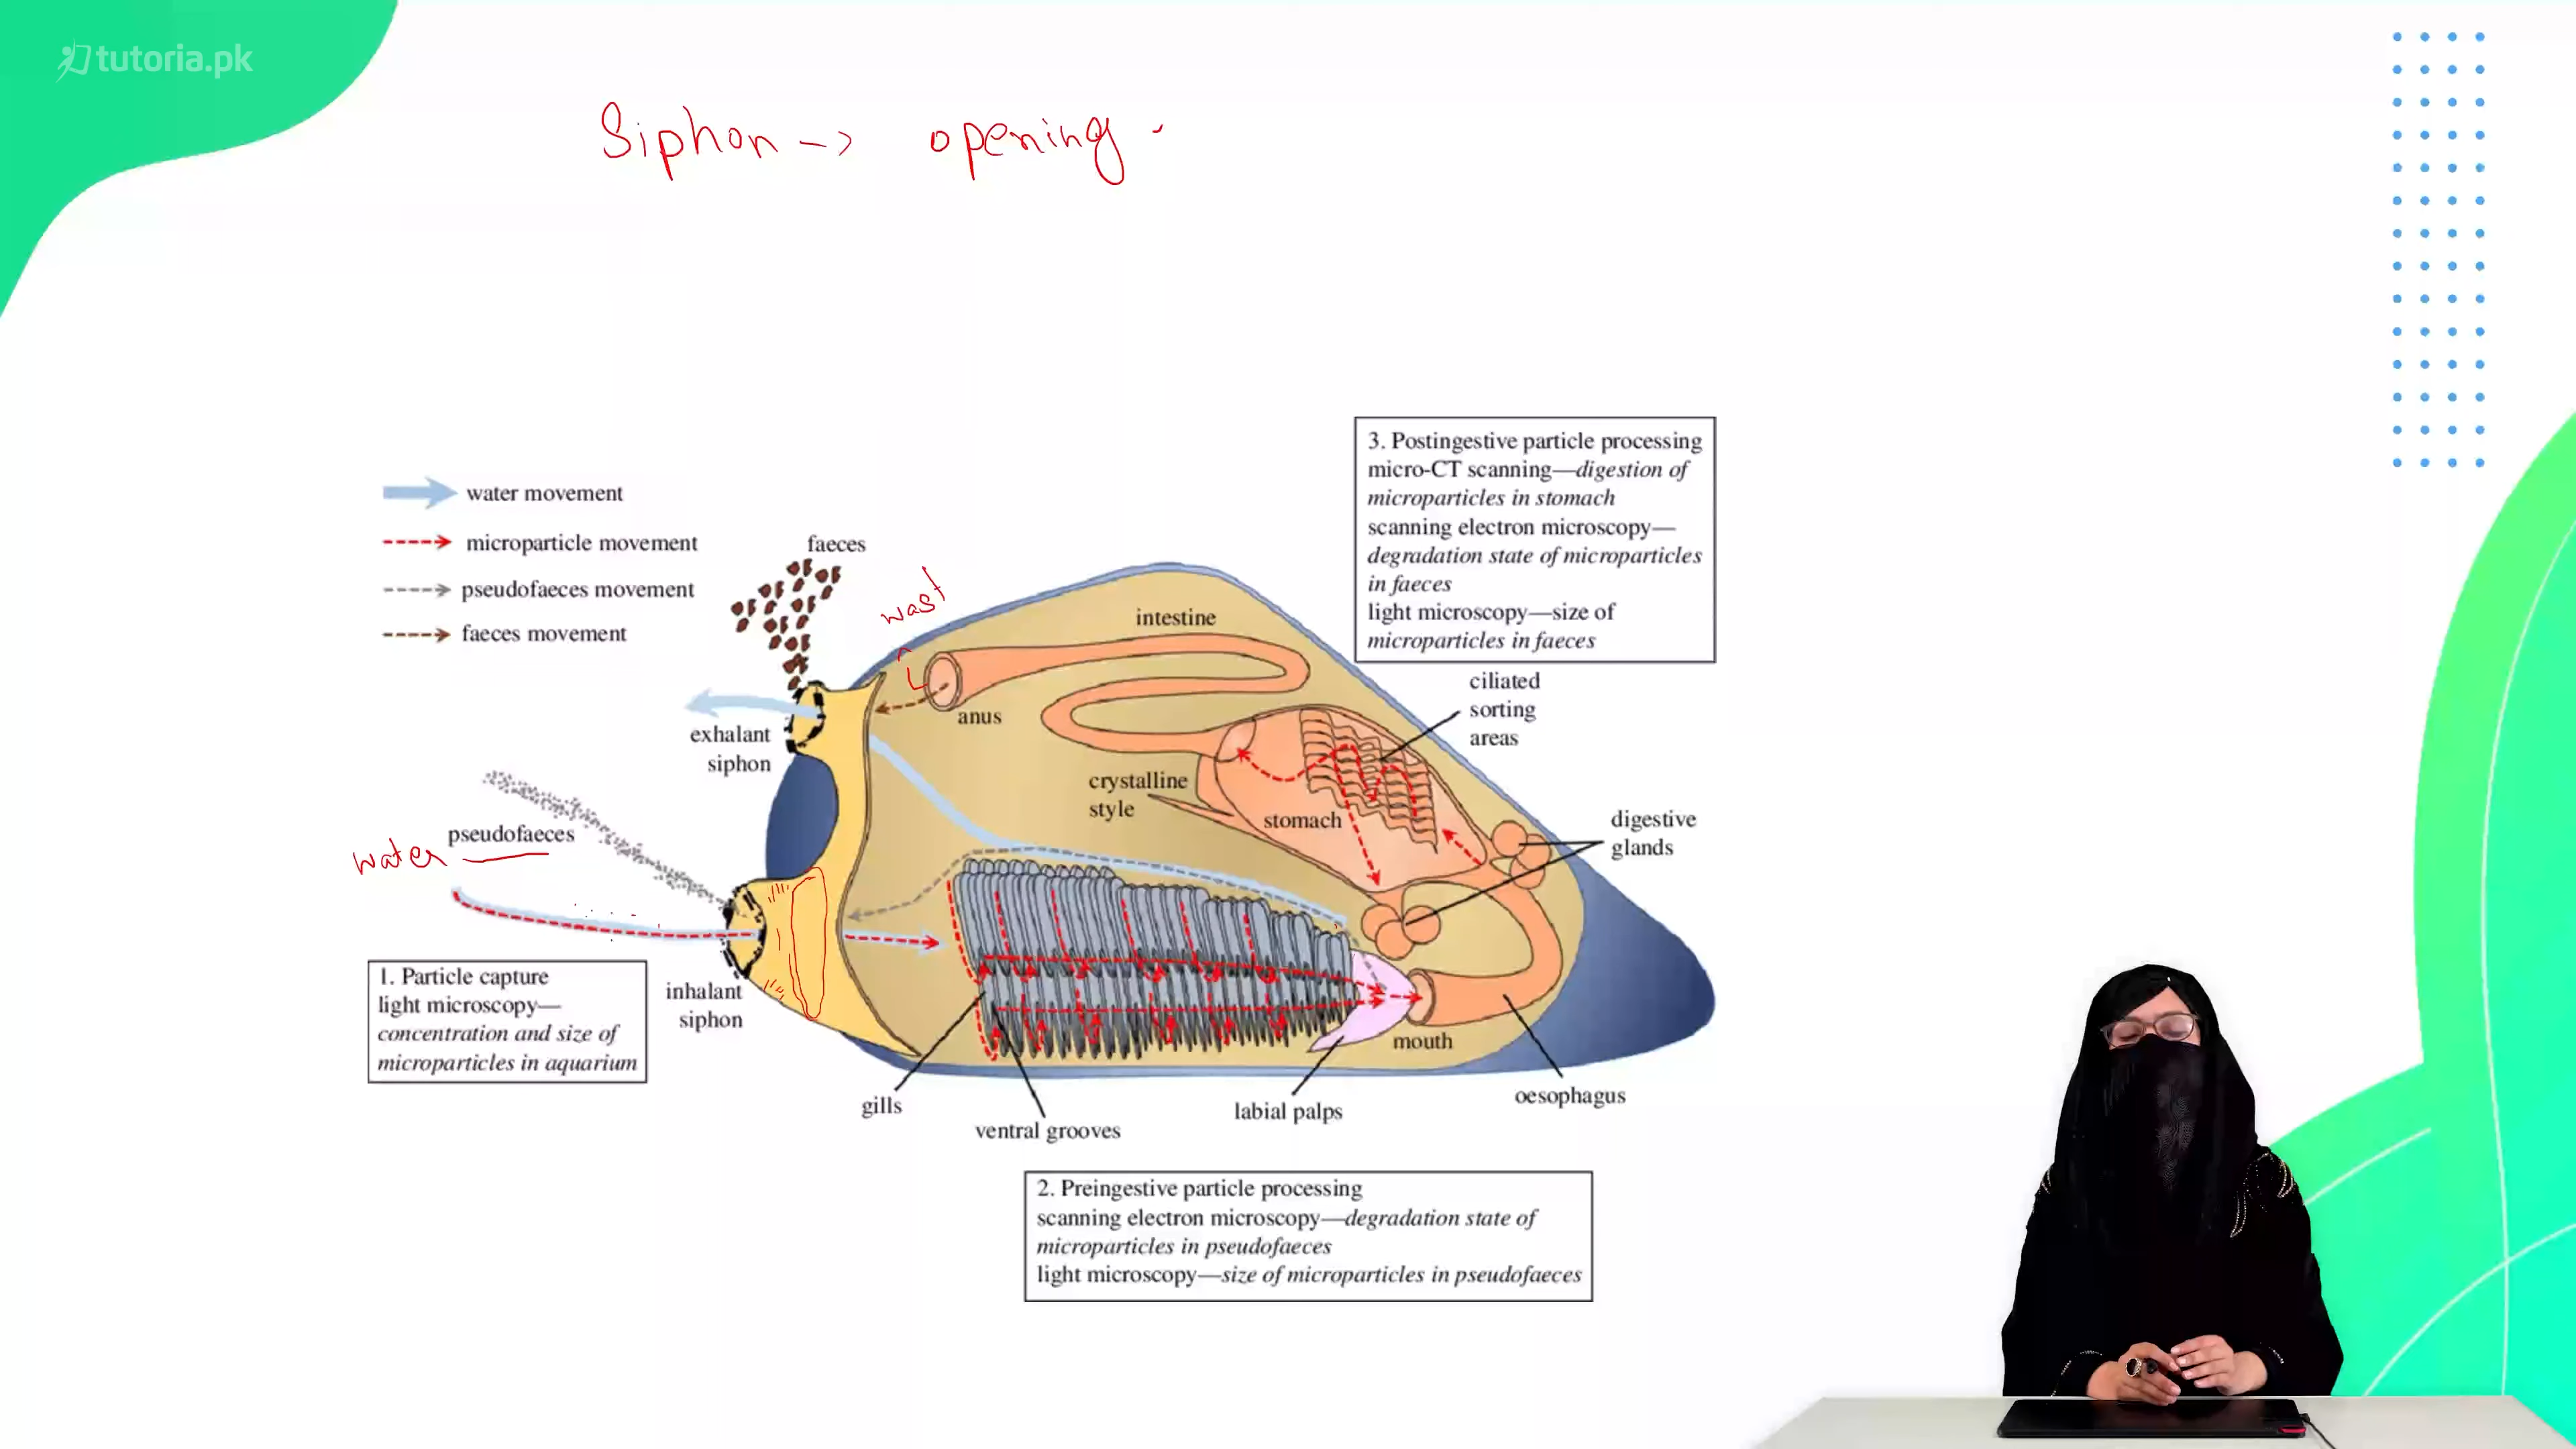 tutoria.pk
Siphon -> opening
3. Postingestive particle processing
micro-CT scanning—digestion of
microparticles in stomach
scanning electron microscopy—
degradation state of microparticles
in faeces
light microscopy—size of
microparticles in faeces
water movement
microparticle movement
pseudofaeces movement
faeces movement
faeces
wast
intestine
anus
exhalant
siphon
ciliated
sorting
areas
crystalline
style
stomach
digestive
glands
pseudofaeces
water
1. Particle capture
light microscopy—
concentration and size of
microparticles in aquarium
inhalant
siphon
mouth
gills
ventral grooves
labial palps
oesophagus
2. Preingestive particle processing
scanning electron microscopy—degradation state of
microparticles in pseudofaeces
light microscopy—size of microparticles in pseudofaeces